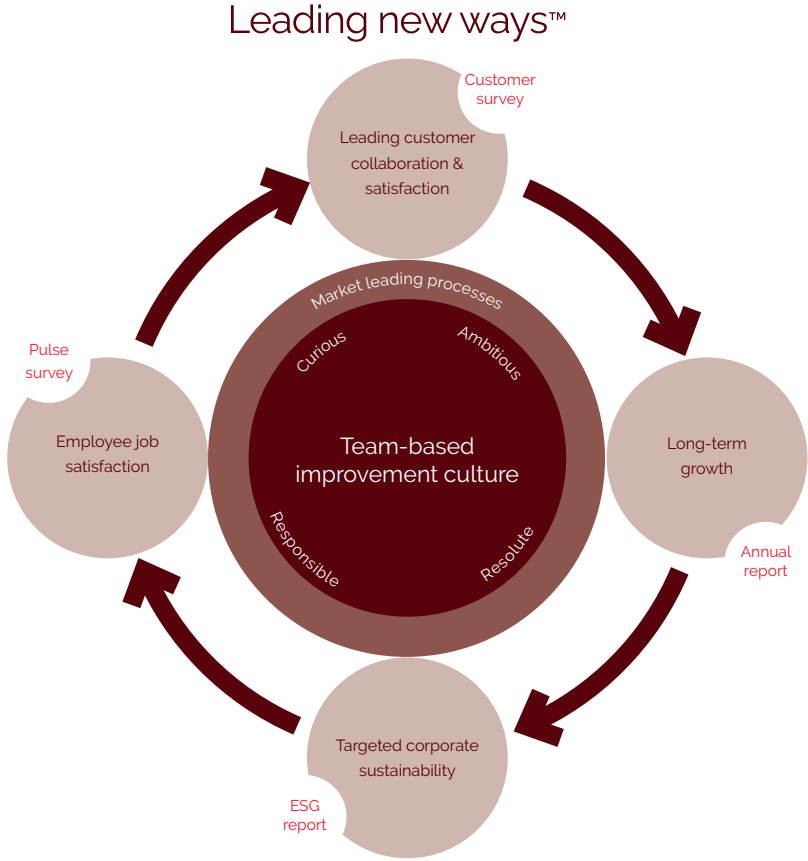 Leading new ways™
Customer
survey
Leading customer
collaboration &
satisfaction
Market leading processes
Curious
Ambitious
Pulse
survey
Employee job
satisfaction
Team-based
improvement culture
Long-term
growth
Responsible
Resolute
Annual
report
Targeted corporate
sustainability
ESG
report